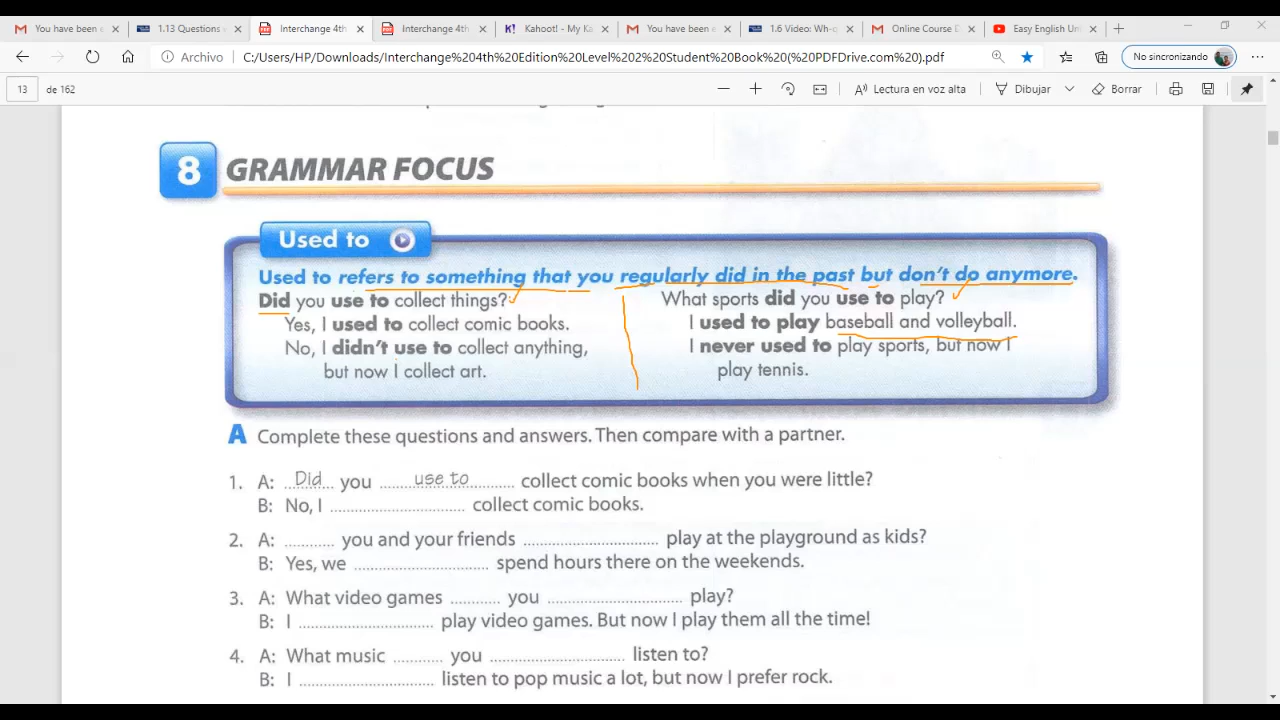 You have been e
1.13 Questions
Interchange 4th
Interchange 4th
Kahoot! - My Ka
You have been e
1.6 Video: Wh-q
Online Course E
Easy English Un
Archivo
C:/Users/HP/Downloads/Interchange%204th%20Edition%20Level%202%20Student%20Book%20(%20PDFDrive.com%20).pdf
No sincronizando
13 de 162
Lectura en voz alta
Dibujar
Borrar
8 GRAMMAR FOCUS
Used to
Used to refers to something that you regularly did in the past but don't do anymore.
Did you use to collect things?
Yes, I used to collect comic books.
No, I didn't use to collect anything,
but now I collect art.
What sports did you use to play?
I used to play baseball and volleyball.
I never used to play sports, but now I
play tennis.
A Complete these questions and answers. Then compare with a partner.
1. A: Did you use to collect comic books when you were little?
B: No, I ........................ collect comic books.
2. A: ......... you and your friends ........................ play at the playground as kids?
B: Yes, we ........................ spend hours there on the weekends.
3. A: What video games ......... you ........................ play?
B: I ........................ play video games. But now I play them all the time!
4. A: What music ......... you ........................ listen to?
B: I ........................ listen to pop music a lot, but now I prefer rock.